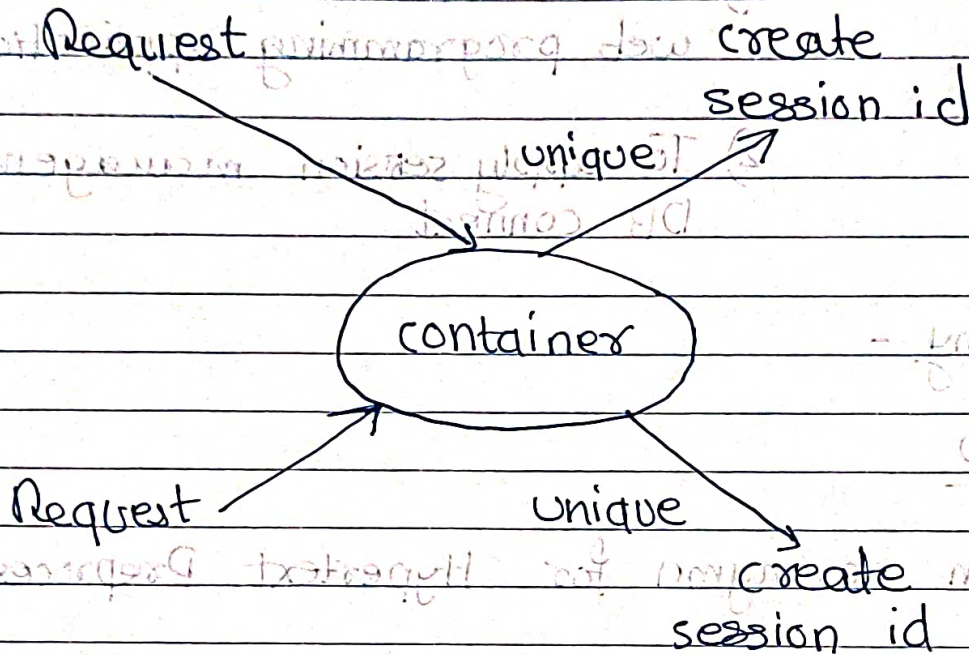 Request
create
session id
unique
container
Request
unique
create
session id